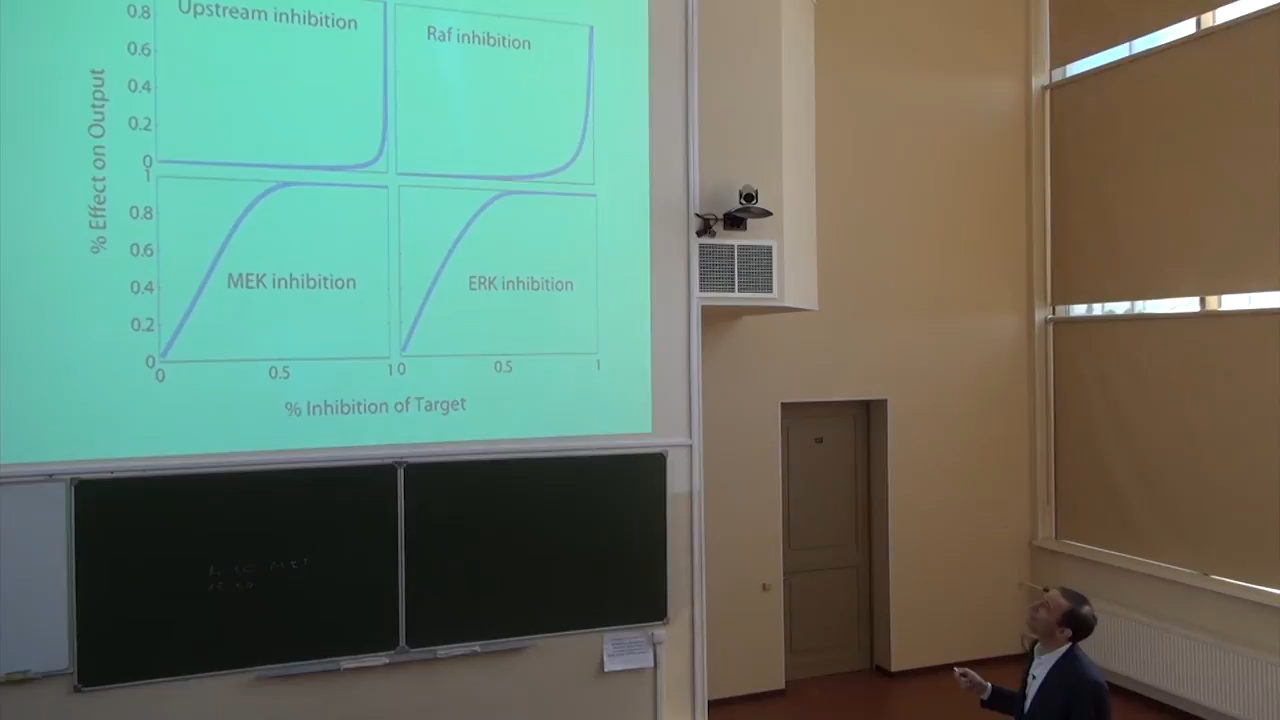 Upstream inhibition
Raf inhibition
0.8
0.6
0.4
0.2
0
% Effect on Output
1
0.8
0.6
0.4
0.2
0
MEK inhibition
ERK inhibition
0
0.5
1
0
0.5
1
% Inhibition of Target